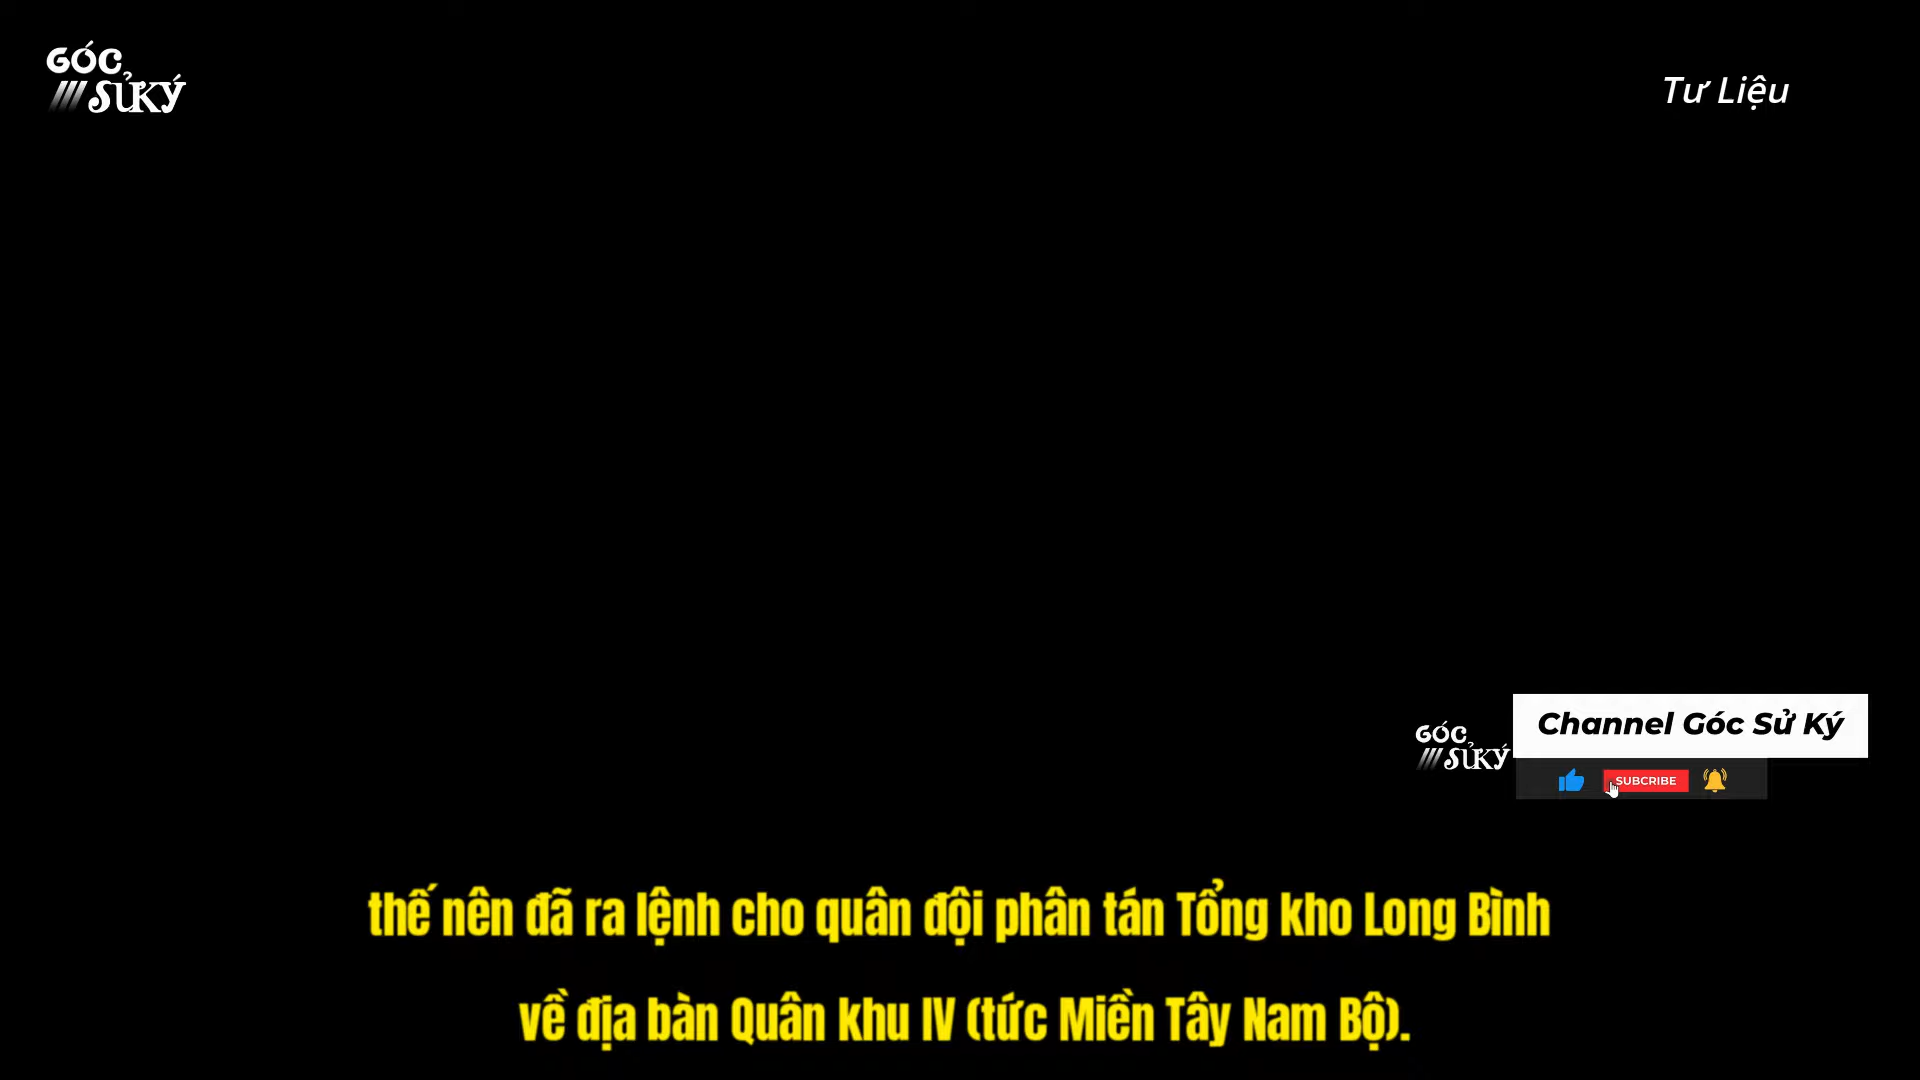 GÓC
SỬ KÝ
Tư Liệu
GÓC
SỬ KÝ
Channel Góc Sử Ký
SUBCRIBE
thế nên đã ra lệnh cho quân đội phân tán Tổng kho Long Bình
về địa bàn Quân khu IV (tức Miền Tây Nam Bộ).